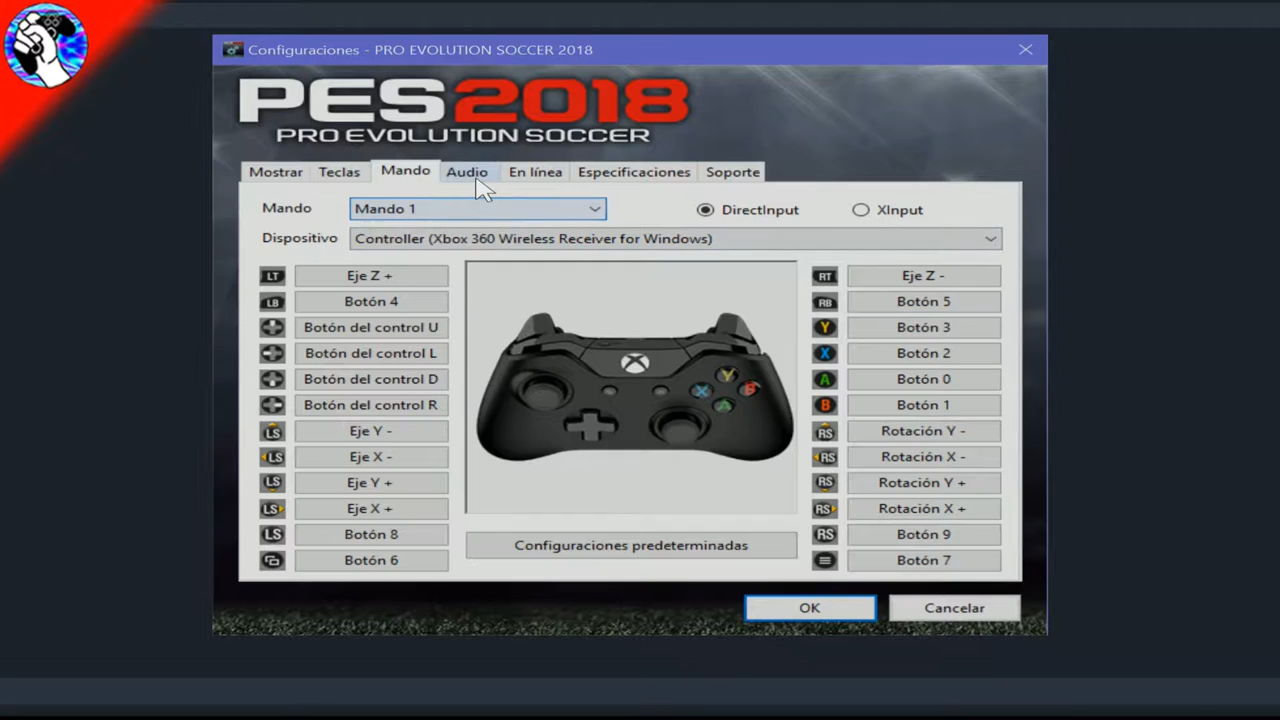 Configuraciones - PRO EVOLUTION SOCCER 2018
PES2018
PRO EVOLUTION SOCCER
Mostrar Teclas Mando Audio En línea Especificaciones Soporte
Mando Mando 1 DirectInput XInput
Dispositivo Controller (Xbox 360 Wireless Receiver for Windows)
LT Eje Z + RT Eje Z -
LB Botón 4 RB Botón 5
Botón del control U Y Botón 3
Botón del control L X Botón 2
Botón del control D A Botón 0
Botón del control R B Botón 1
LS Eje Y - RS Rotación Y -
LS Eje X - RS Rotación X -
LS Eje Y + RS Rotación Y +
LS Eje X + RS Rotación X +
LS Botón 8 RS Botón 9
Botón 6 Botón 7
Y
X B
A
Configuraciones predeterminadas
OK Cancelar